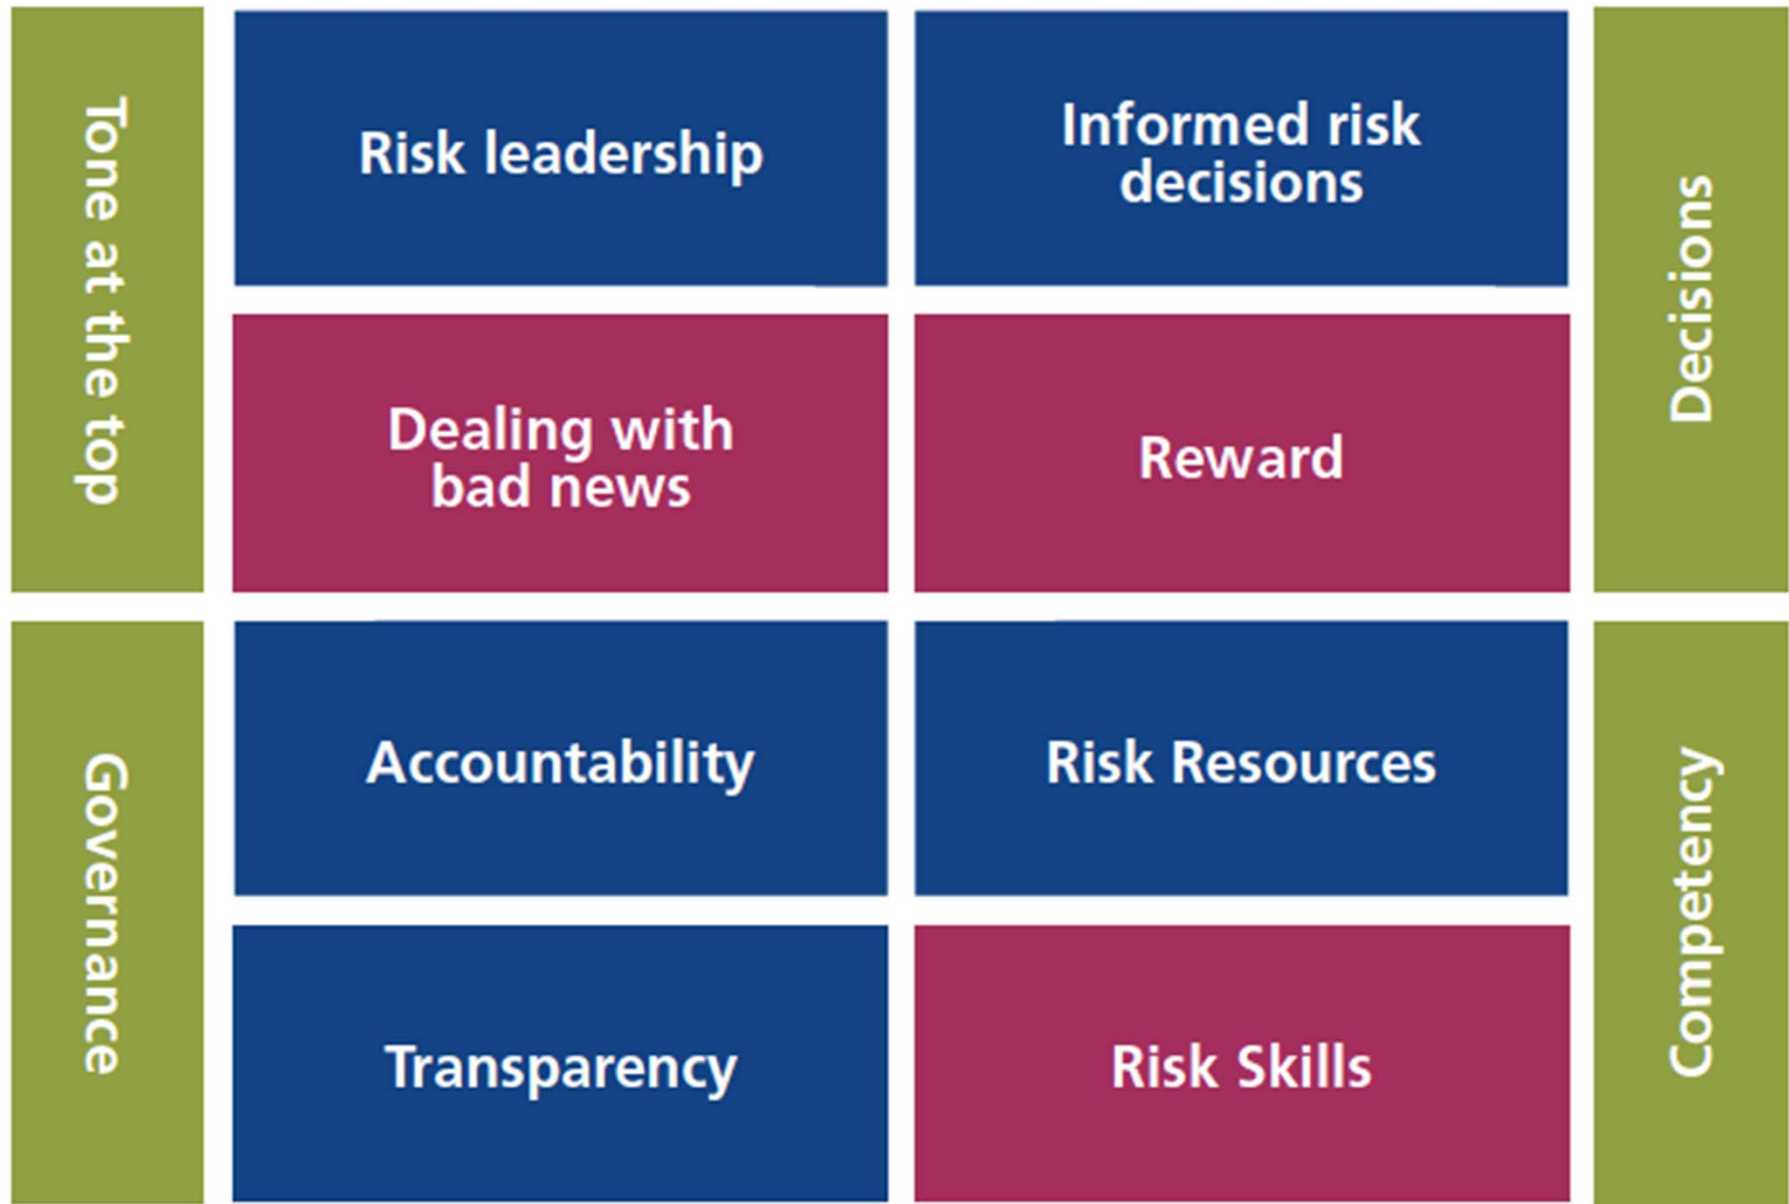 Tone at the top
Risk leadership
Informed risk
decisions
Decisions
Dealing with
bad news
Reward
Governance
Accountability
Risk Resources
Competency
Transparency
Risk Skills